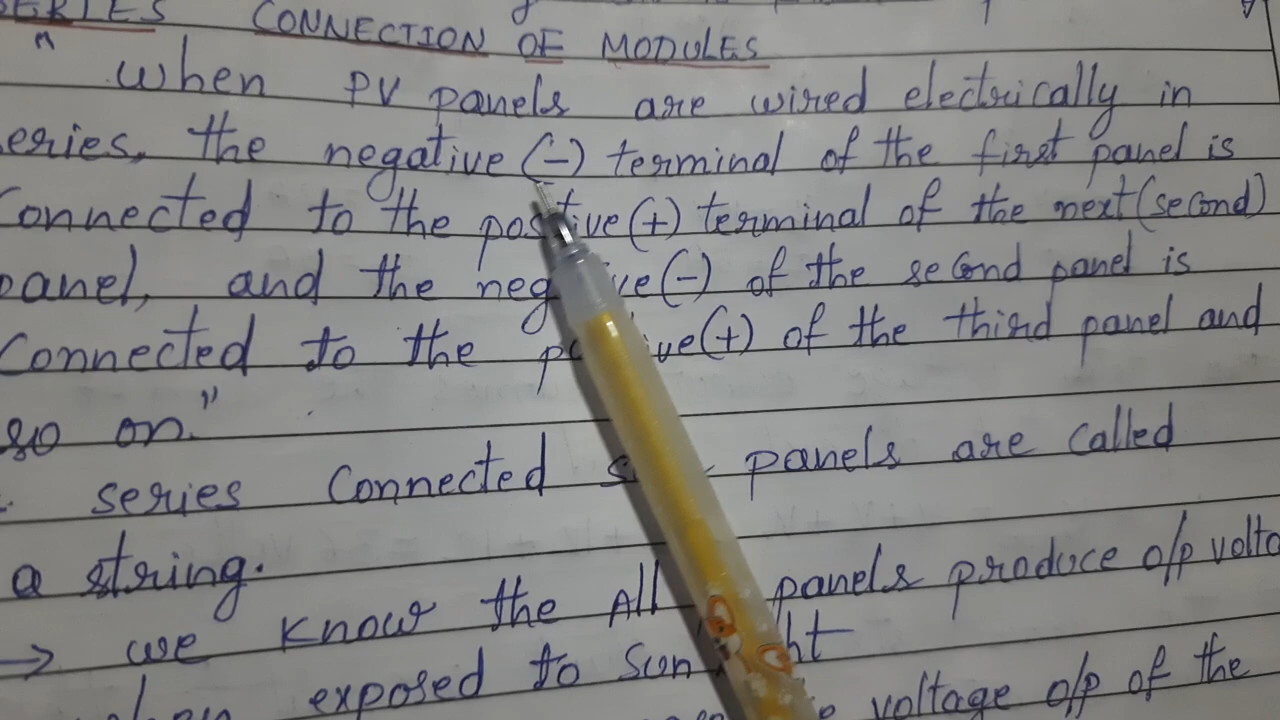 SERIES CONNECTION OF MODULES
" when PV panels are wired electrically in
eries, the negative (-) terminal of the first panel is
Connected to the positive (+) terminal of the next (second)
panel, and the neg ve (-) of the second panel is
Connected to the p ve (+) of the third panel and
so on."
series Connected s panels are called
a string.
→ we know the All panels produce o/p volta
exposed to Sun ht
voltage o/p of the